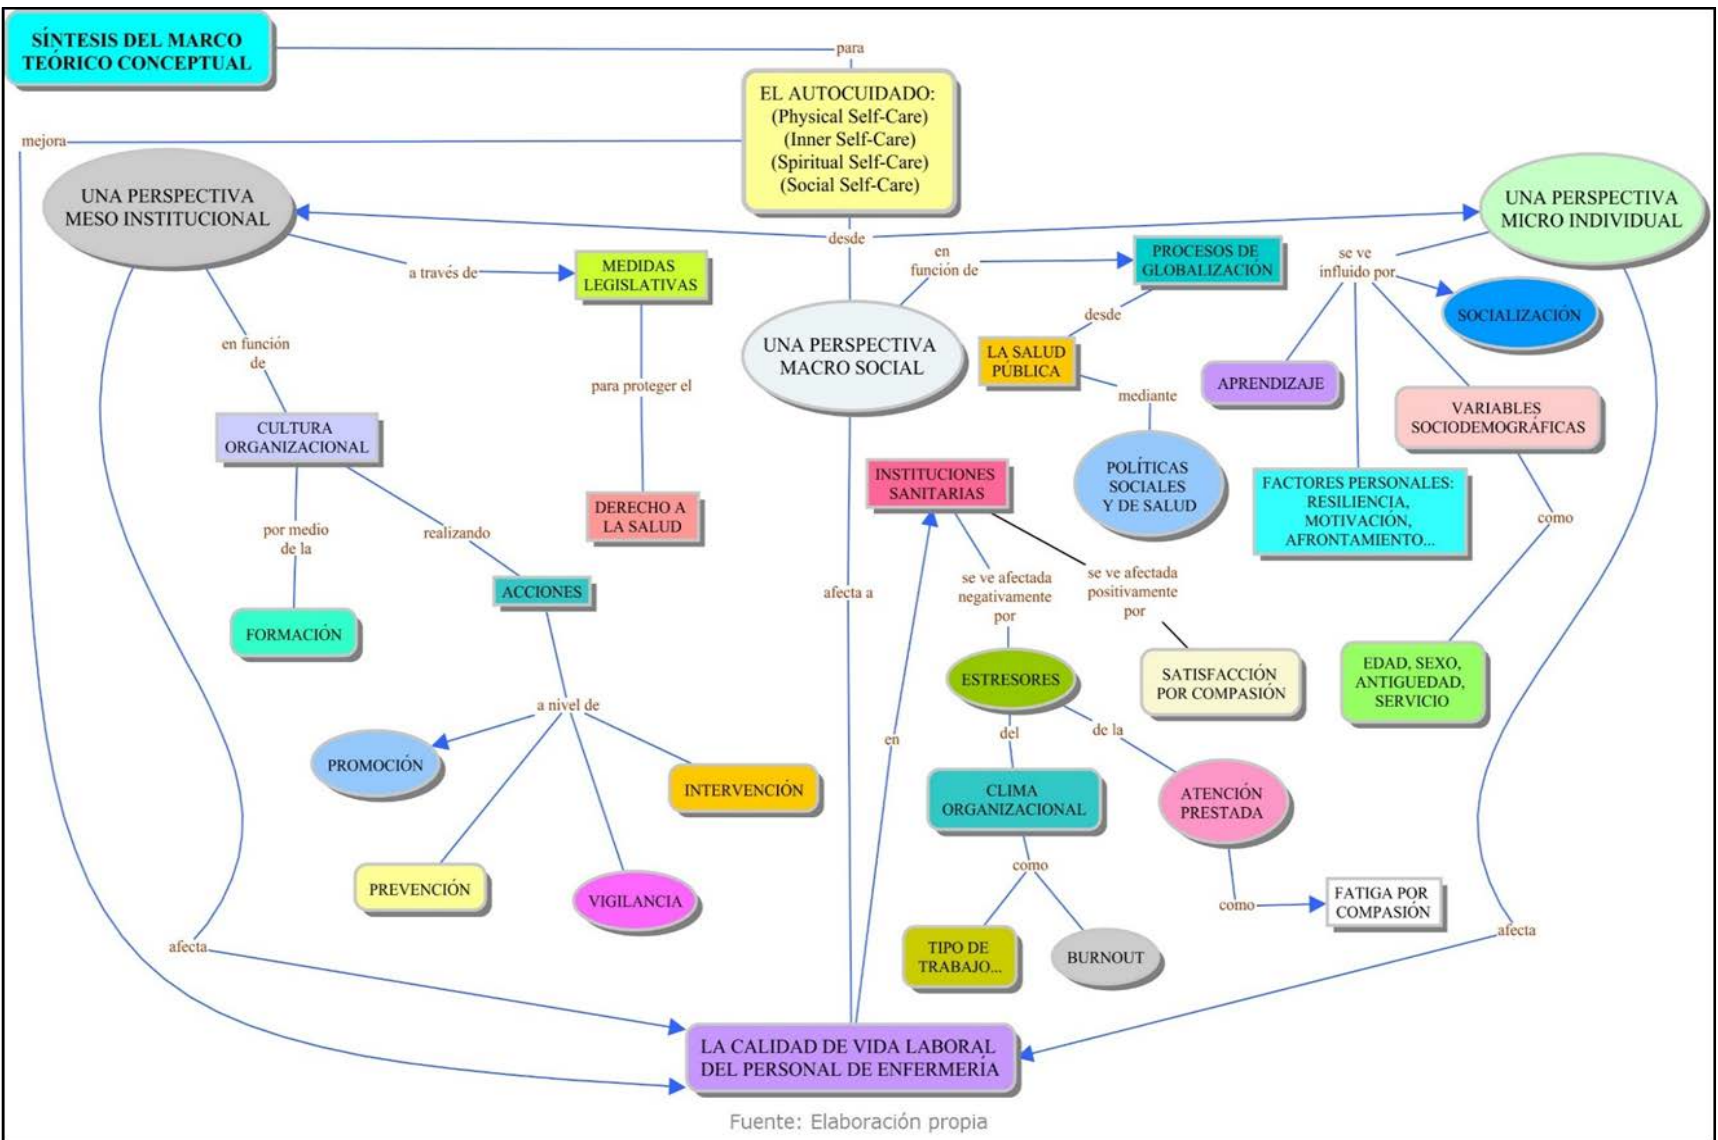 SÍNTESIS DEL MARCO
TEÓRICO CONCEPTUAL
para
EL AUTOCUIDADO:
(Physical Self-Care)
(Inner Self-Care)
(Spiritual Self-Care)
(Social Self-Care)
mejora
desde
UNA PERSPECTIVA
MESO INSTITUCIONAL
a través de
MEDIDAS
LEGISLATIVAS
para proteger el
DERECHO A
LA SALUD
en función
de
CULTURA
ORGANIZACIONAL
por medio
de la
FORMACIÓN
realizando
ACCIONES
a nivel de
PROMOCIÓN
PREVENCIÓN
VIGILANCIA
INTERVENCIÓN
afecta
UNA PERSPECTIVA
MACRO SOCIAL
en
función de
PROCESOS DE
GLOBALIZACIÓN
desde
LA SALUD
PÚBLICA
mediante
POLÍTICAS
SOCIALES
Y DE SALUD
afecta a
UNA PERSPECTIVA
MICRO INDIVIDUAL
se ve
influido por
SOCIALIZACIÓN
APRENDIZAJE
VARIABLES
SOCIODEMOGRÁFICAS
FACTORES PERSONALES:
RESILIENCIA,
MOTIVACIÓN,
AFRONTAMIENTO...
como
EDAD, SEXO,
ANTIGUEDAD,
SERVICIO
afecta
INSTITUCIONES
SANITARIAS
se ve afectada
negativamente
por
se ve afectada
positivamente
por
ESTRESORES
SATISFACCIÓN
POR COMPASIÓN
en
del
de la
CLIMA
ORGANIZACIONAL
ATENCIÓN
PRESTADA
como
TIPO DE
TRABAJO...
BURNOUT
como
FATIGA POR
COMPASIÓN
LA CALIDAD DE VIDA LABORAL
DEL PERSONAL DE ENFERMERÍA
Fuente: Elaboración propia